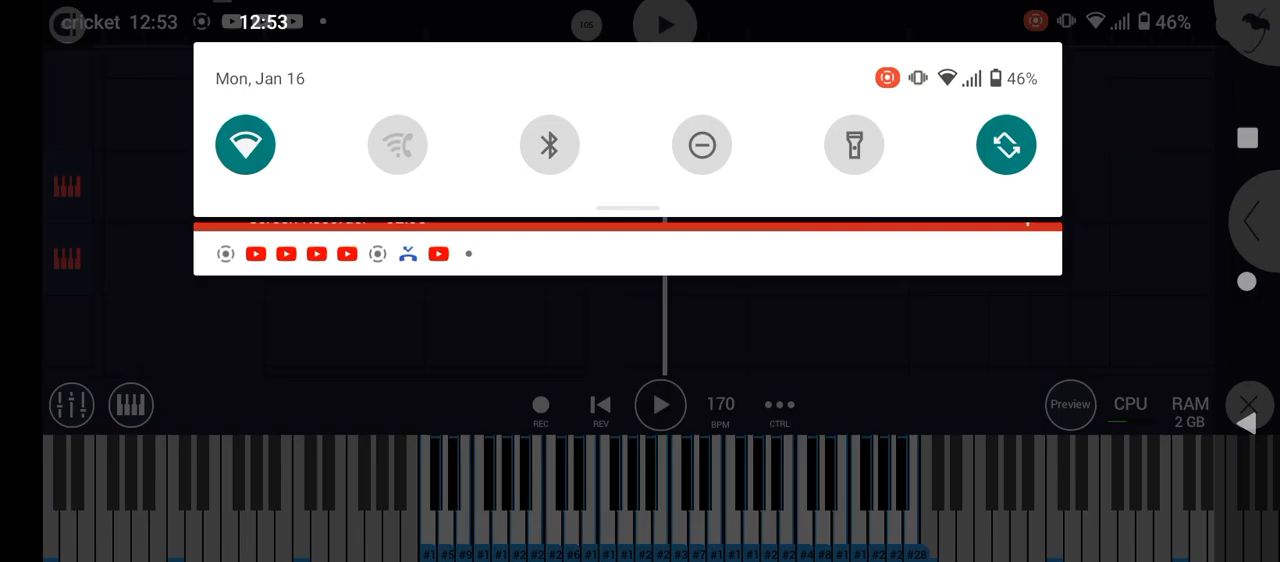 cricket 12:53
12:53
105
46%
Mon, Jan 16
46%
170
REC
REV
BPM
CTRL
Preview
CPU
RAM
2 GB
#1 #5 #9 #1 #1 #2 #2 #2 #6 #1 #1 #1 #2 #2 #3 #7 #1 #1 #1 #2 #2 #4 #8 #1 #1 #2 #2 #28